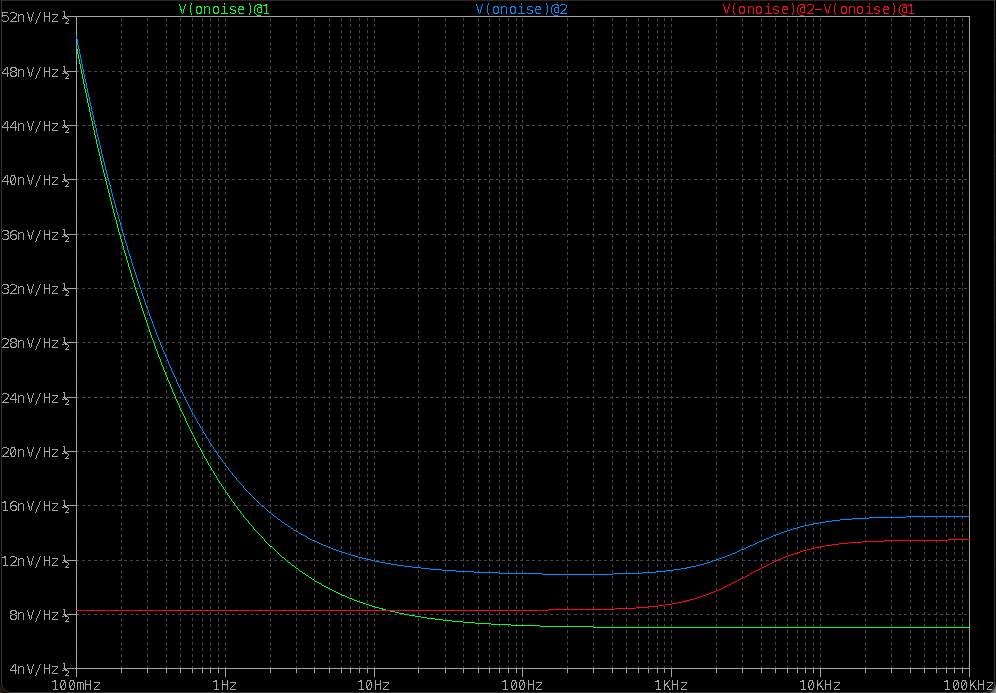 V(onoise)@1 V(onoise)@2 V(onoise)@2-V(onoise)@1
52nV/Hz½
48nV/Hz½
44nV/Hz½
40nV/Hz½
36nV/Hz½
32nV/Hz½
28nV/Hz½
24nV/Hz½
20nV/Hz½
16nV/Hz½
12nV/Hz½
8nV/Hz½
4nV/Hz½
100mHz 1Hz 10Hz 100Hz 1KHz 10KHz 100KHz